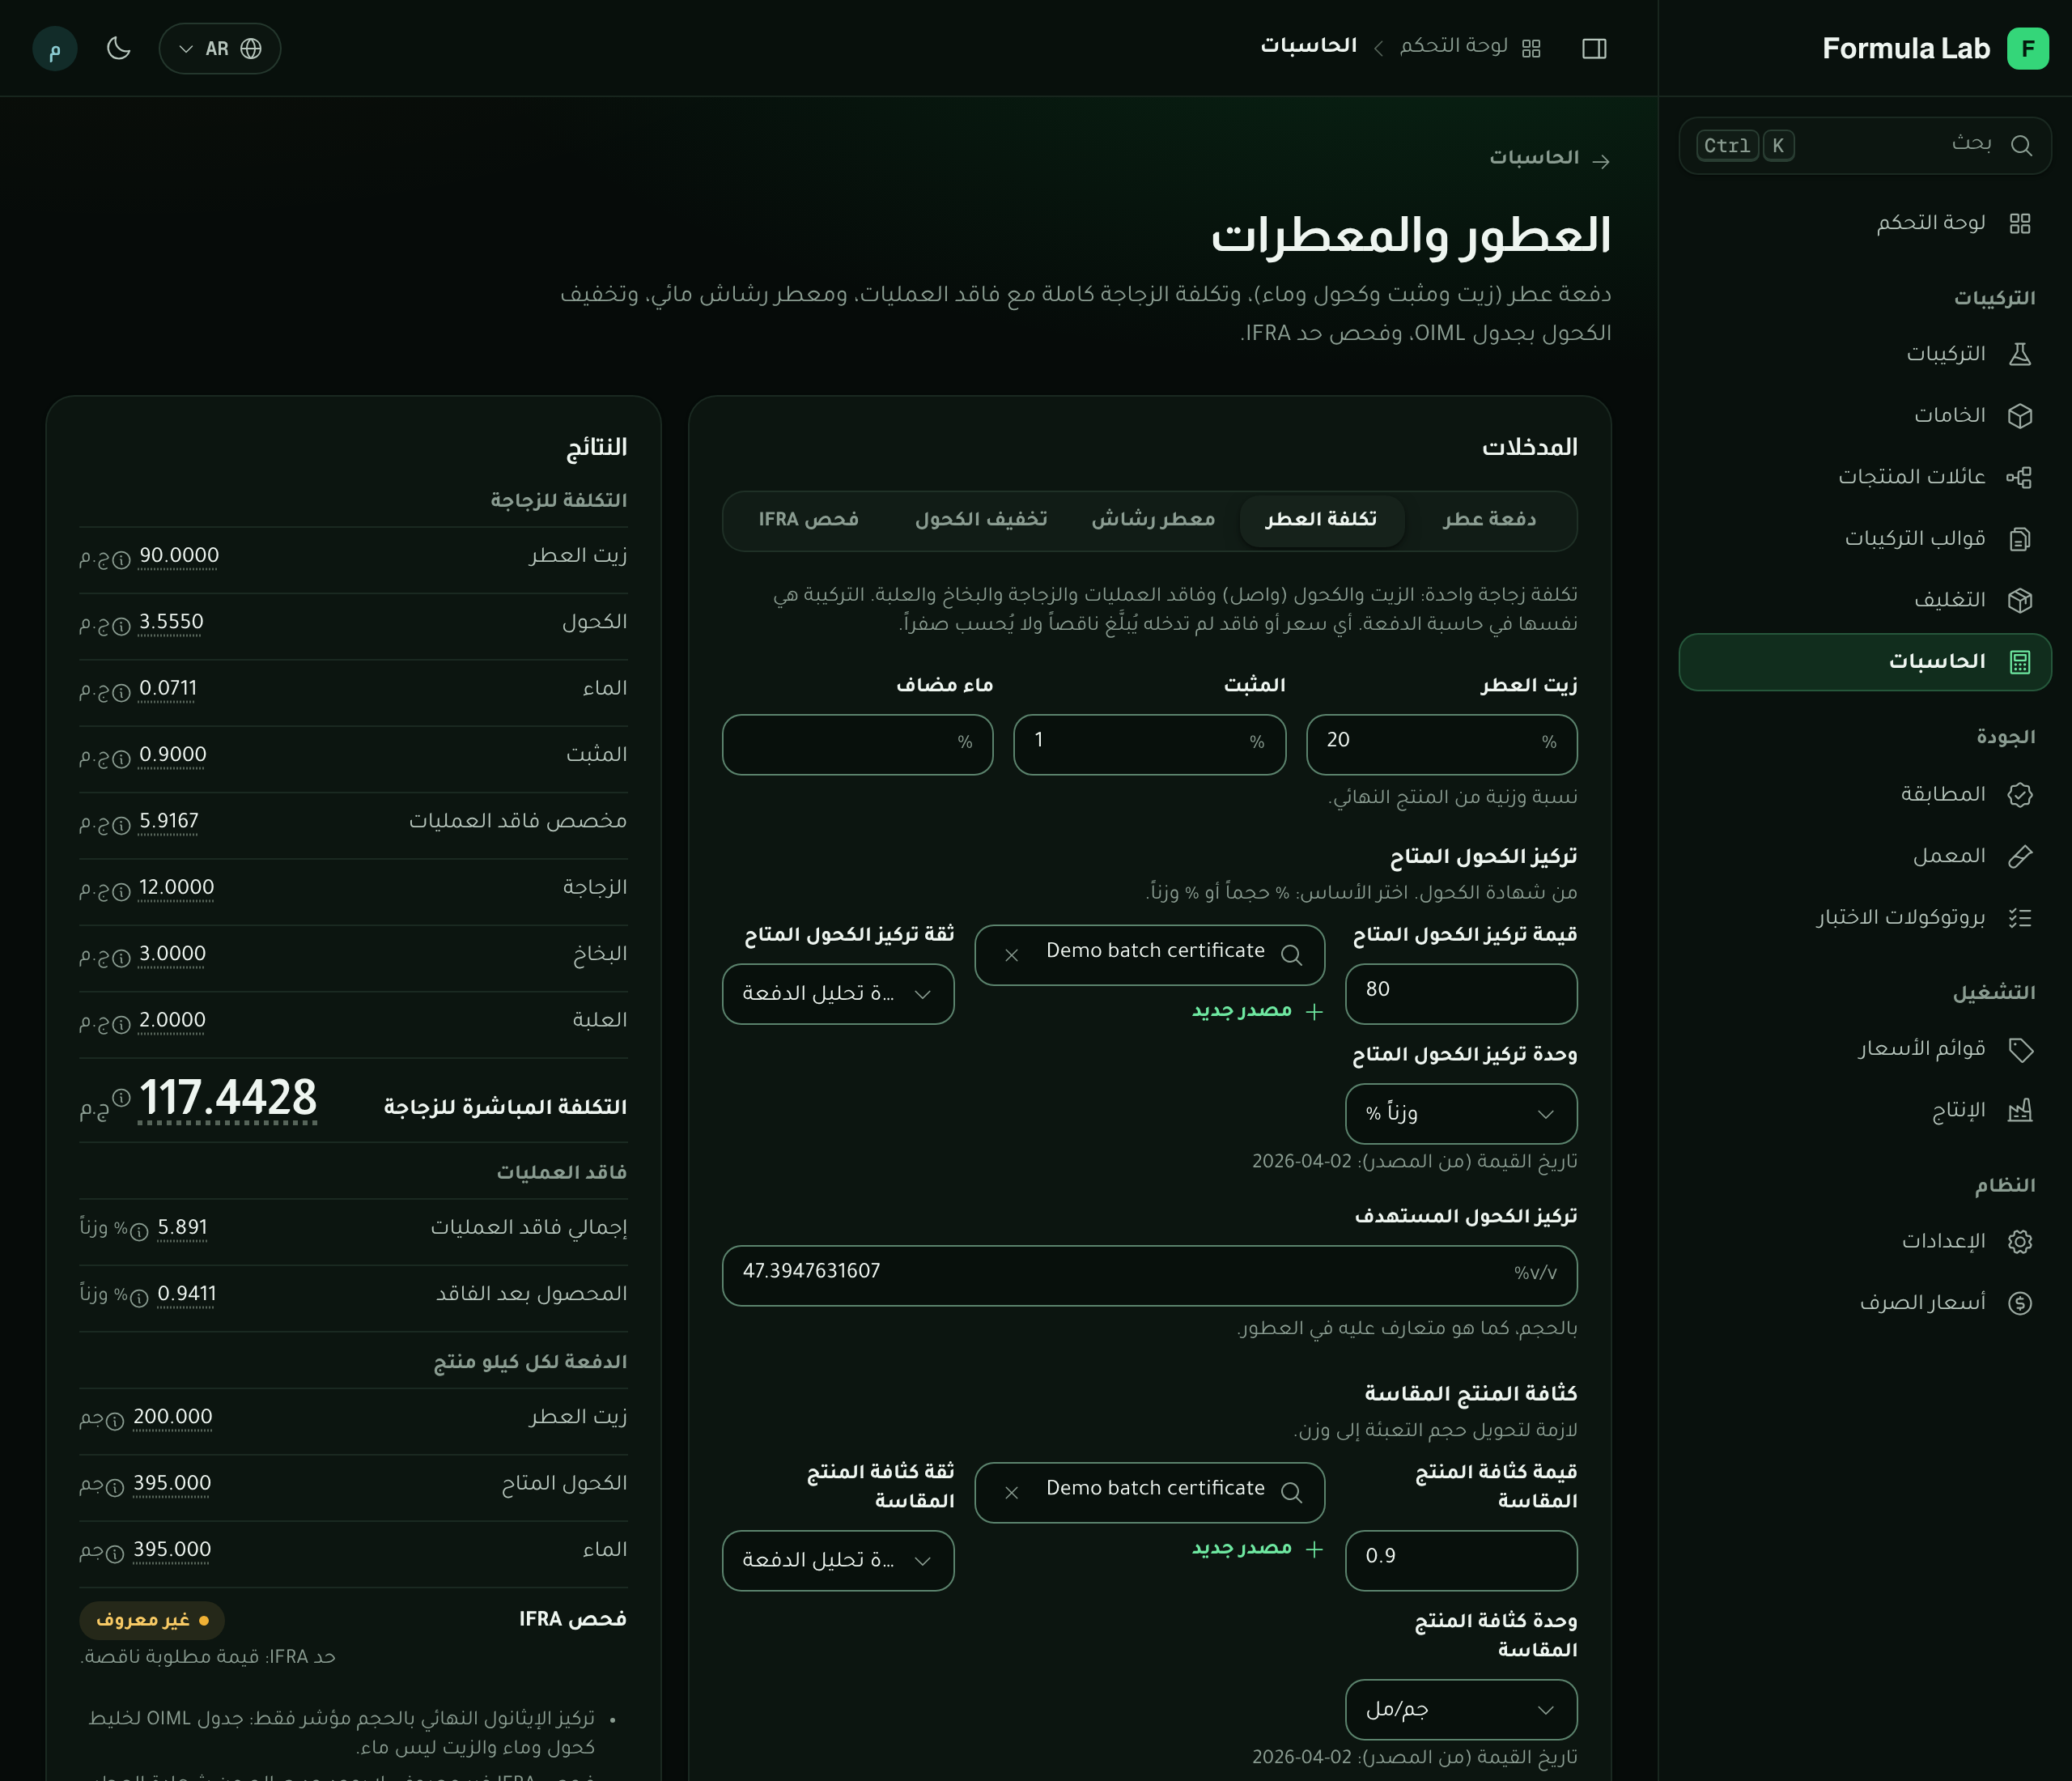 Formula Lab
F
بحث
Ctrl K
لوحة التحكم
التركيبات
التركيبات
الخامات
عائلات المنتجات
قوالب التركيبات
التغليف
الحاسبات
الجودة
المطابقة
المعمل
بروتوكولات الاختبار
التشغيل
قوائم الأسعار
الإنتاج
النظام
الإعدادات
أسعار الصرف
لوحة التحكم
الحاسبات
AR
م
الحاسبات
العطور والمعطرات
دفعة عطر (زيت ومثبت وكحول وماء)، وتكلفة الزجاجة كاملة مع فاقد العمليات، ومعطر رشاش مائي، وتخفيف
الكحول بجدول OIML، وفحص حد IFRA.
المدخلات
دفعة عطر
تكلفة العطر
معطر رشاش
تخفيف الكحول
فحص IFRA
تكلفة زجاجة واحدة: الزيت والكحول (واصل) وفاقد العمليات والزجاجة والبخاخ والعلبة. التركيبة هي
نفسها في حاسبة الدفعة. أي سعر أو فاقد لم تدخله يُبلَّغ ناقصاً ولا يُحسب صفراً.
زيت العطر
المثبت
ماء مضاف
% 20
% 1
%
نسبة وزنية من المنتج النهائي.
تركيز الكحول المتاح
من شهادة الكحول. اختر الأساس: % حجماً أو % وزناً.
قيمة تركيز الكحول المتاح
80
Demo batch certificate
مصدر جديد
ثقة تركيز الكحول المتاح
...ة تحليل الدفعة
وحدة تركيز الكحول المتاح
% وزناً
تاريخ القيمة (من المصدر): 2026-04-02
تركيز الكحول المستهدف
%v/v 47.3947631607
بالحجم، كما هو متعارف عليه في العطور.
كثافة المنتج المقاسة
لازمة لتحويل حجم التعبئة إلى وزن.
قيمة كثافة المنتج
المقاسة
0.9
Demo batch certificate
مصدر جديد
ثقة كثافة المنتج
المقاسة
...ة تحليل الدفعة
وحدة كثافة المنتج
المقاسة
جم/مل
تاريخ القيمة (من المصدر): 2026-04-02
النتائج
التكلفة للزجاجة
زيت العطر 90.0000 ج.م
الكحول 3.5550 ج.م
الماء 0.0711 ج.م
المثبت 0.9000 ج.م
مخصص فاقد العمليات 5.9167 ج.م
الزجاجة 12.0000 ج.م
البخاخ 3.0000 ج.م
العلبة 2.0000 ج.م
التكلفة المباشرة للزجاجة 117.4428 ج.م
فاقد العمليات
إجمالي فاقد العمليات 5.891 % وزناً
المحصول بعد الفاقد 0.9411 % وزناً
الدفعة لكل كيلو منتج
زيت العطر 200.000 جم
الكحول المتاح 395.000 جم
الماء 395.000 جم
فحص IFRA غير معروف
حد IFRA: قيمة مطلوبة ناقصة.
• تركيز الإيثانول النهائي بالحجم مؤشر فقط: جدول OIML لخليط
كحول وماء والزيت ليس ماء.